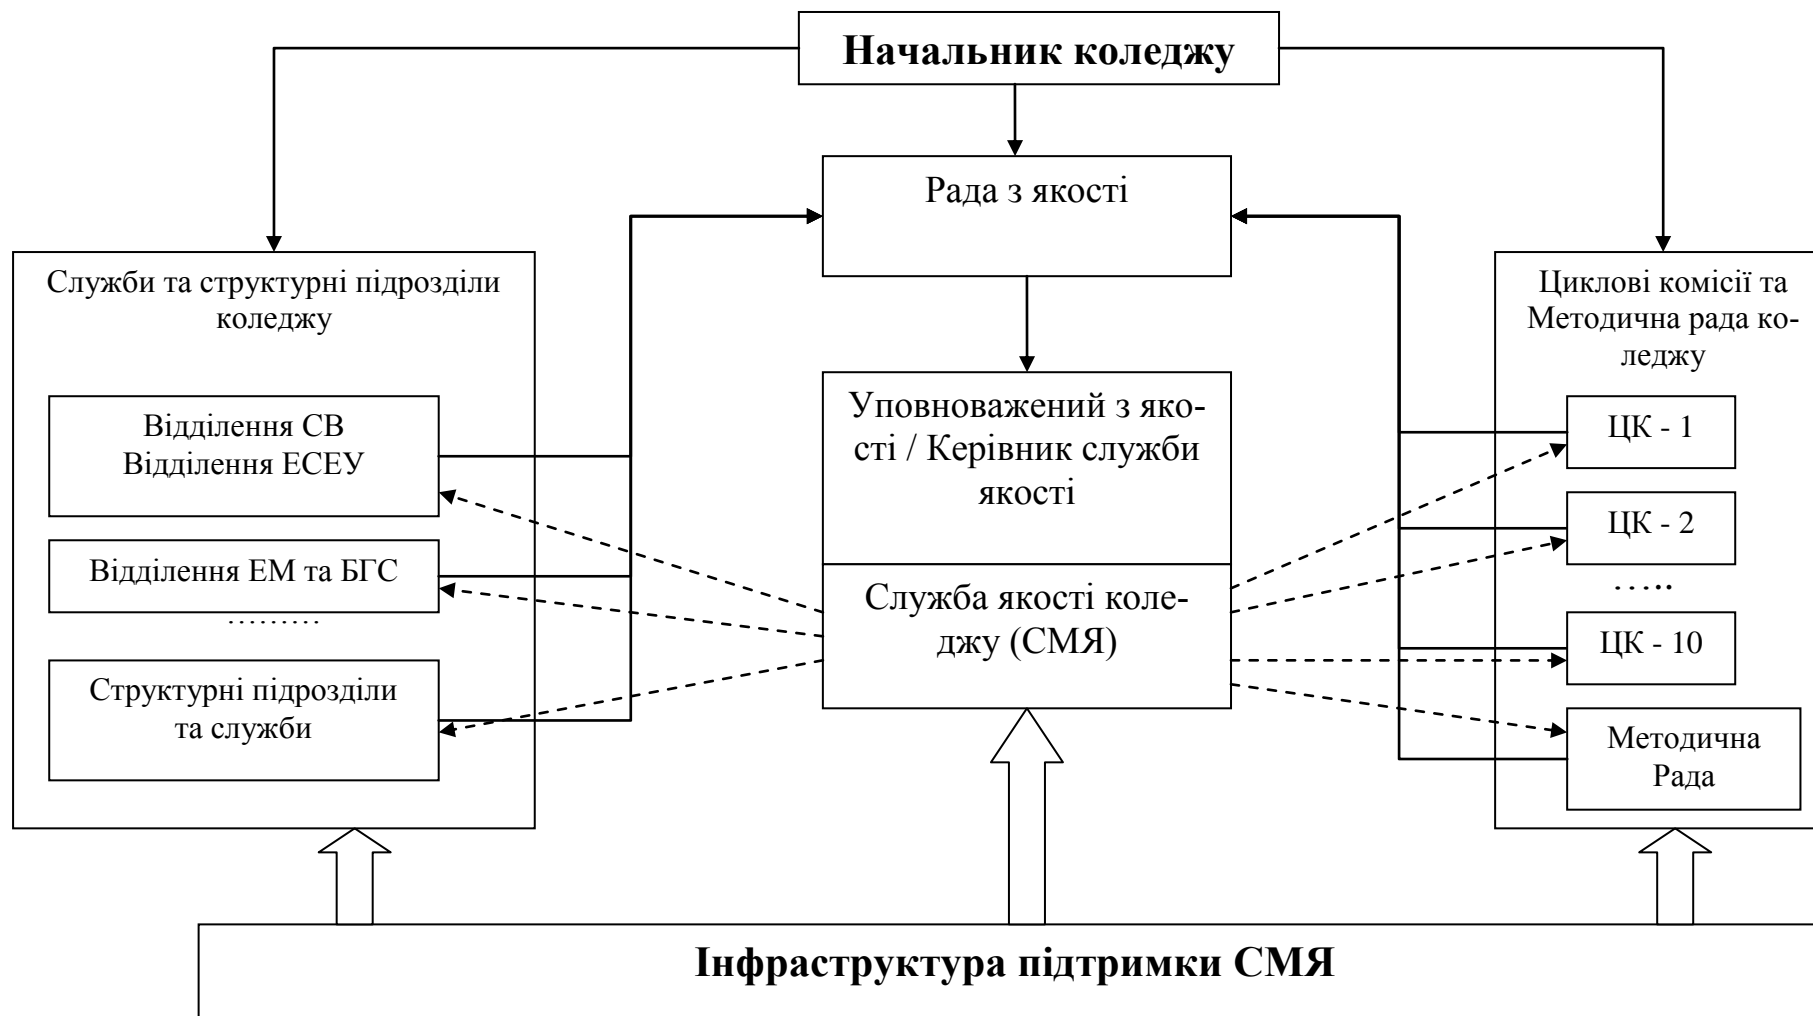 Начальник коледжу
Рада з якості
Служби та структурні підрозділи
коледжу
Відділення СВ
Відділення ЕСЕУ
Відділення ЕМ та БГС
………
Структурні підрозділи
та служби
Уповноважений з яко-
сті / Керівник служби
якості
Служба якості коле-
джу (СМЯ)
Циклові комісії та
Методична рада ко-
леджу
ЦК - 1
ЦК - 2
…..
ЦК - 10
Методична
Рада
Інфраструктура підтримки СМЯ